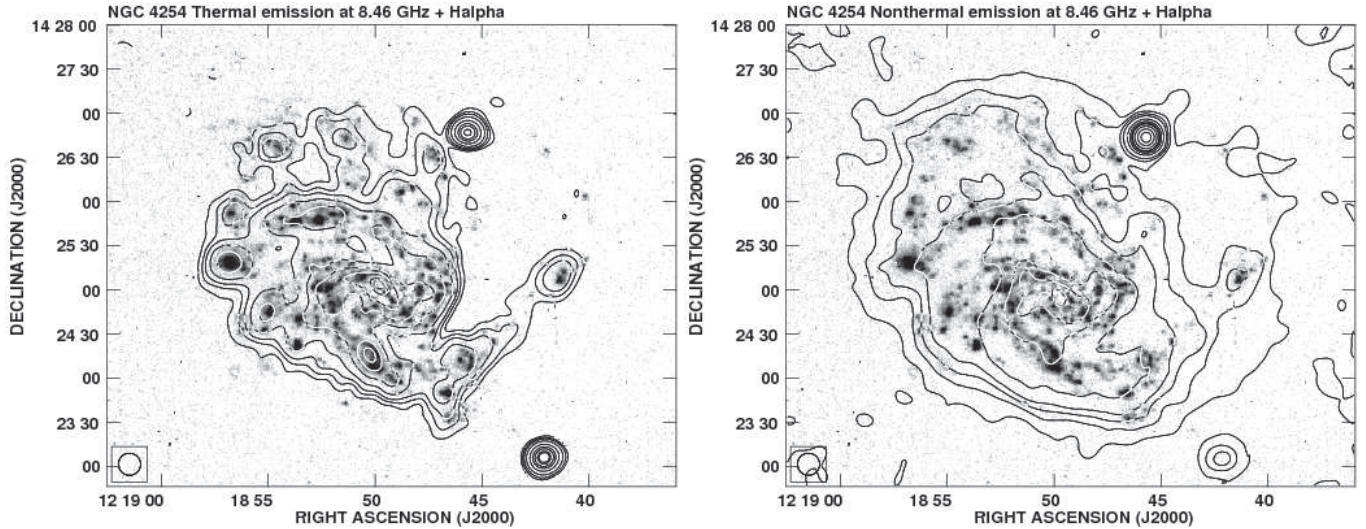 NGC 4254 Thermal emission at 8.46 GHz + Halpha
14 28 00
27 30
00
26 30
00
25 30
00
24 30
00
23 30
00
DECLINATION (J2000)
12 19 00
18 55
50
45
40
RIGHT ASCENSION (J2000)
NGC 4254 Nonthermal emission at 8.46 GHz + Halpha
14 28 00
27 30
00
26 30
00
25 30
00
24 30
00
23 30
00
DECLINATION (J2000)
12 19 00
18 55
50
45
40
RIGHT ASCENSION (J2000)